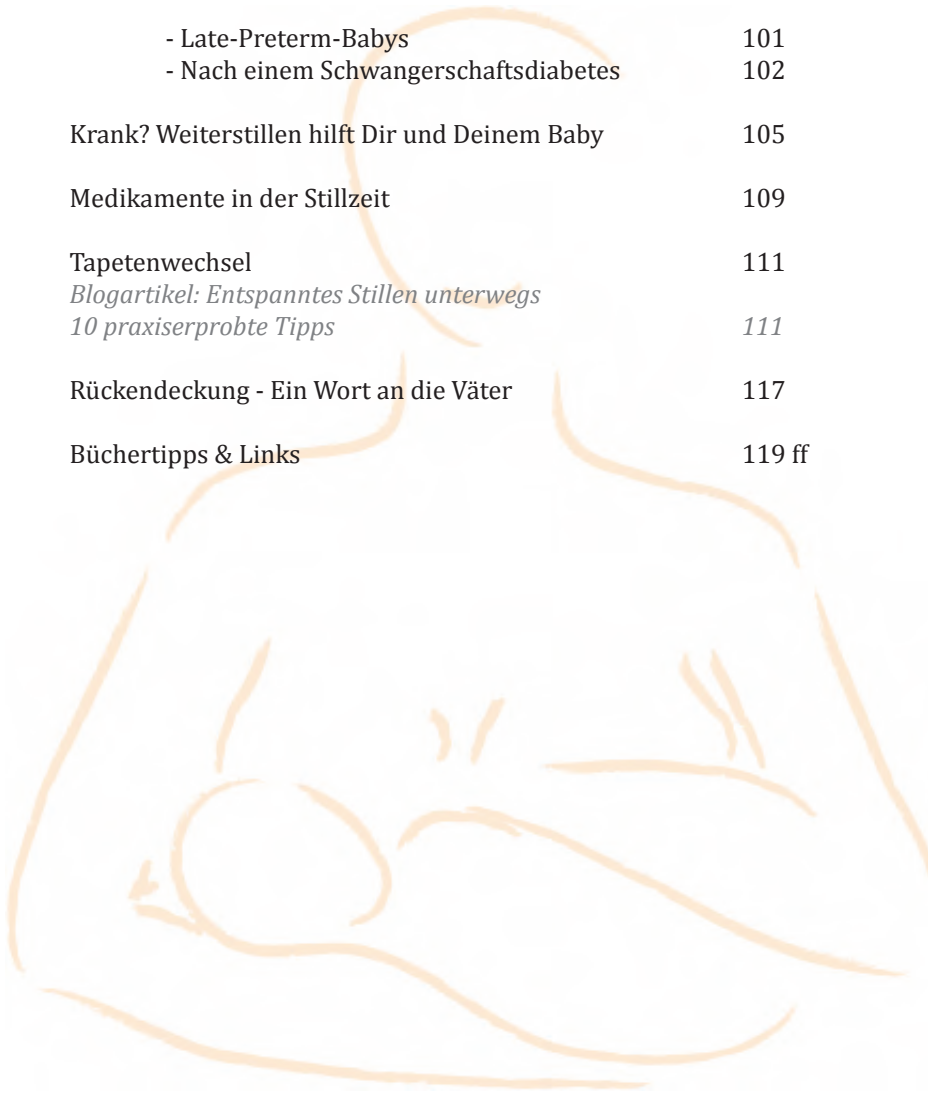 - Late-Preterm-Babys 101
- Nach einem Schwangerschaftsdiabetes 102
Krank? Weiterstillen hilft Dir und Deinem Baby 105
Medikamente in der Stillzeit 109
Tapetenwechsel 111
Blogartikel: Entspanntes Stillen unterwegs
10 praxiserprobte Tipps 111
Rückendeckung - Ein Wort an die Väter 117
Büchertipps & Links 119 ff